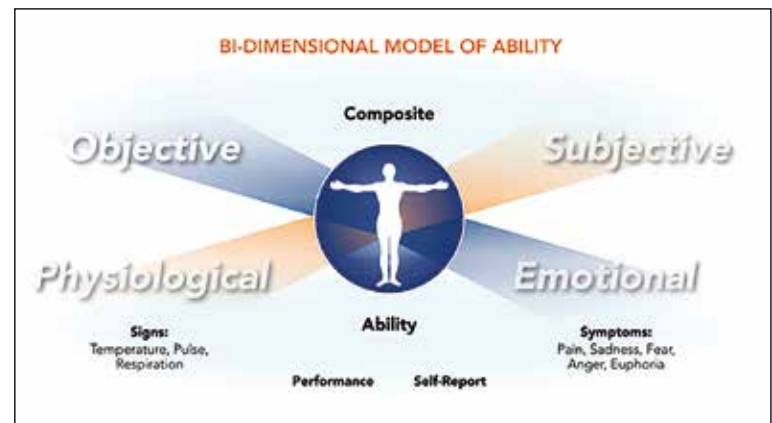 BI-DIMENSIONAL MODEL OF ABILITY
Composite
Objective
Subjective
Physiological
Emotional
Signs:
Temperature, Pulse,
Respiration
Ability
Symptoms:
Pain, Sadness, Fear,
Anger, Euphoria
Performance
Self-Report